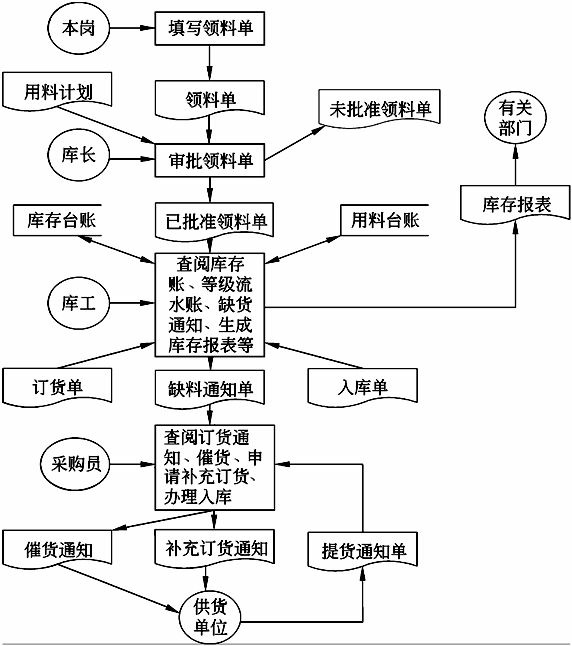 本岗
填写领料单
用料计划
领料单
未批准领料单
有关
部门
库长
审批领料单
库存台账
已批准领料单
用料台账
库存报表
库工
查阅库存
账、等级流
水账、缺货
通知、生成
库存报表等
订货单
缺料通知单
入库单
采购员
查阅订货通
知、催货、申
请补充订货、
办理入库
催货通知
补充订货通知
提货通知单
供货
单位